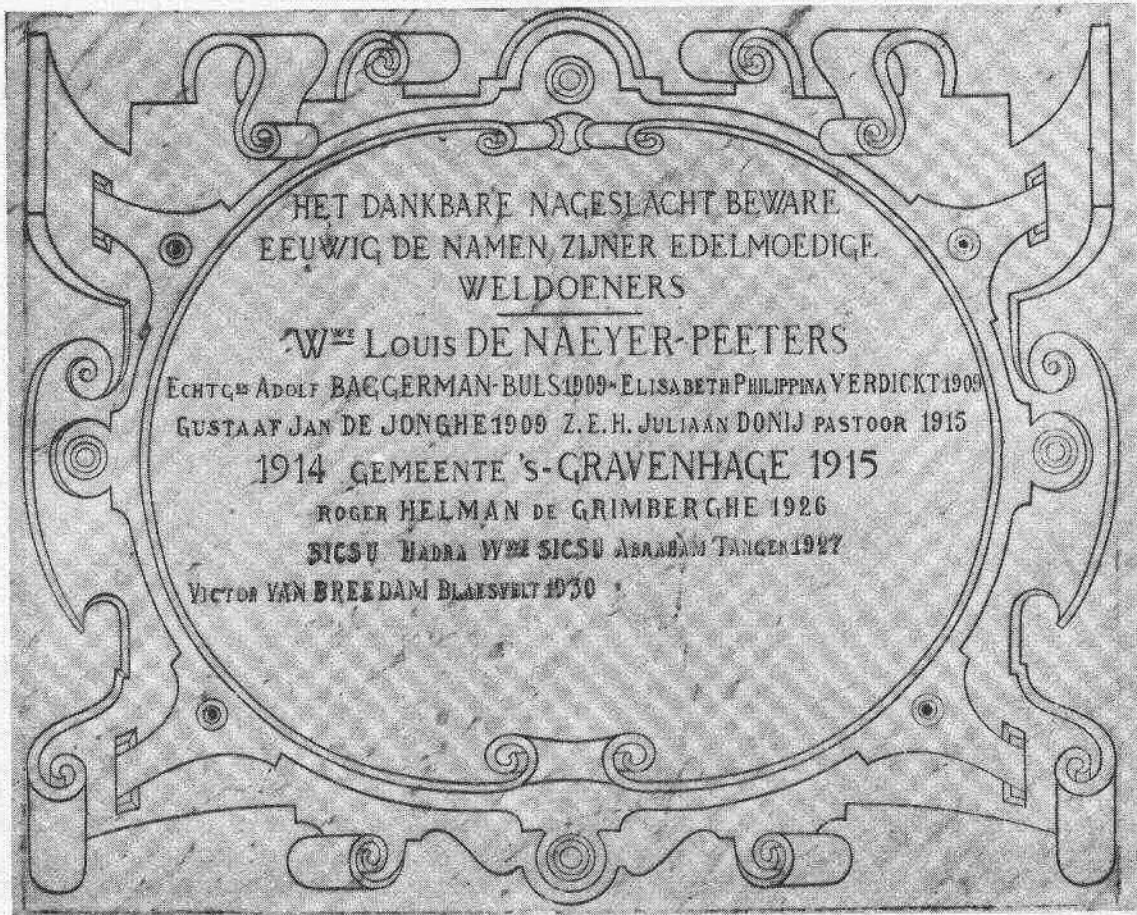 HET DANKBARE NAGESLACHT BEWARE
EEUWIG DE NAMEN ZIJNER EDELMOEDIGE
WELDOENERS
Wwe LOUIS DE NAEYER-PEETERS
ECHTGen ADOLF BAGGERMAN-BULS 1909-ELISABETH PHILIPPINA VERDICKT 1909
GUSTAAF JAN DE JONGHE 1909 Z.E.H. JULIAAN DONIJ PASTOOR 1915
1914 GEMEENTE 's-GRAVENHAGE 1915
ROGER HELMAN DE GRIMBERGHE 1926
SICSU HADRA Wwe SICSU ABRAHAM TANGER 1927
VICTOR VAN BREEDAM BLAESVELT 1930